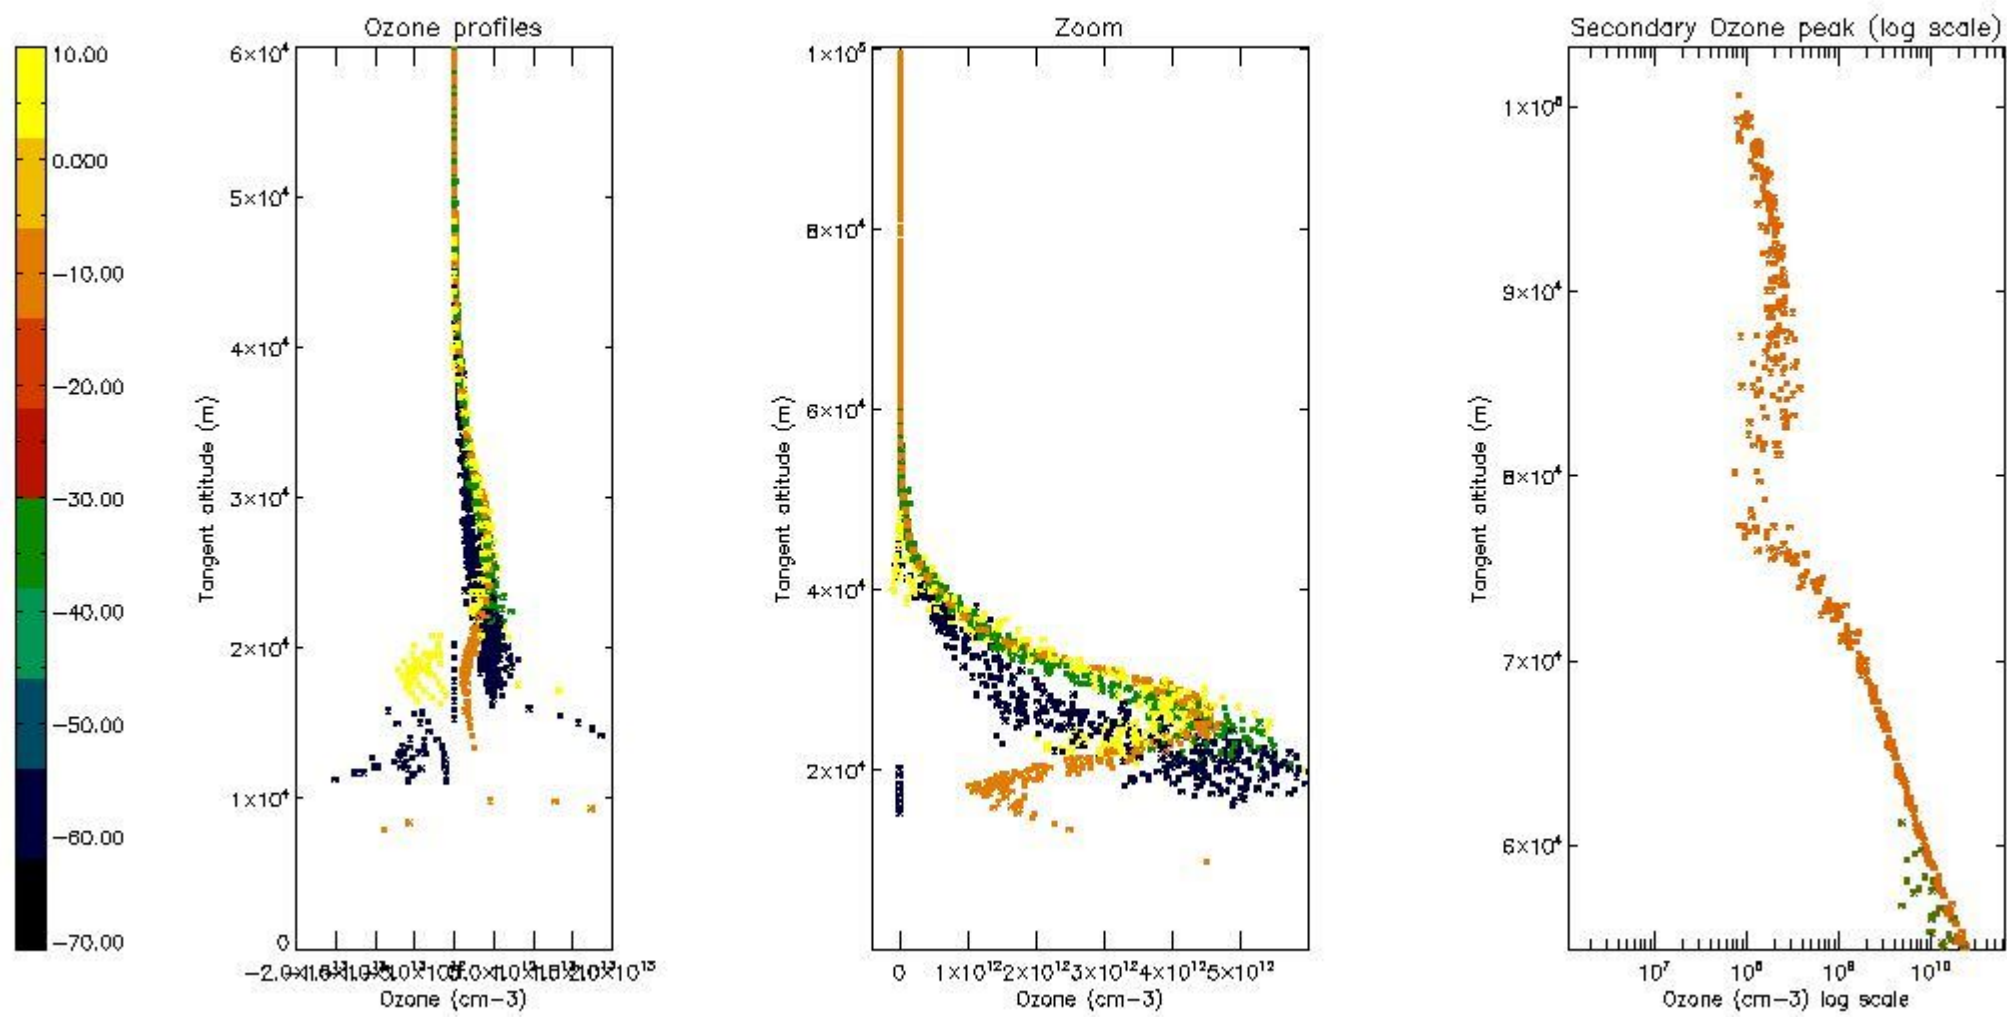 Ozone profiles
Zoom
Secondary Ozone peak (log scale)
10.00
0.000
−10.00
−20.00
−30.00
−40.00
−50.00
−60.00
−70.00
Tangent altitude (m)
6×10⁴
5×10⁴
4×10⁴
3×10⁴
2×10⁴
1×10⁴
0
Ozone (cm−3)
Tangent altitude (m)
1×10⁵
8×10⁴
6×10⁴
4×10⁴
2×10⁴
0 1×10¹² 2×10¹² 3×10¹² 4×10¹² 5×10¹²
Ozone (cm−3)
Tangent altitude (m)
1×10⁵
9×10⁴
8×10⁴
7×10⁴
6×10⁴
10⁷ 10⁸ 10⁹ 10¹⁰
Ozone (cm−3) log scale